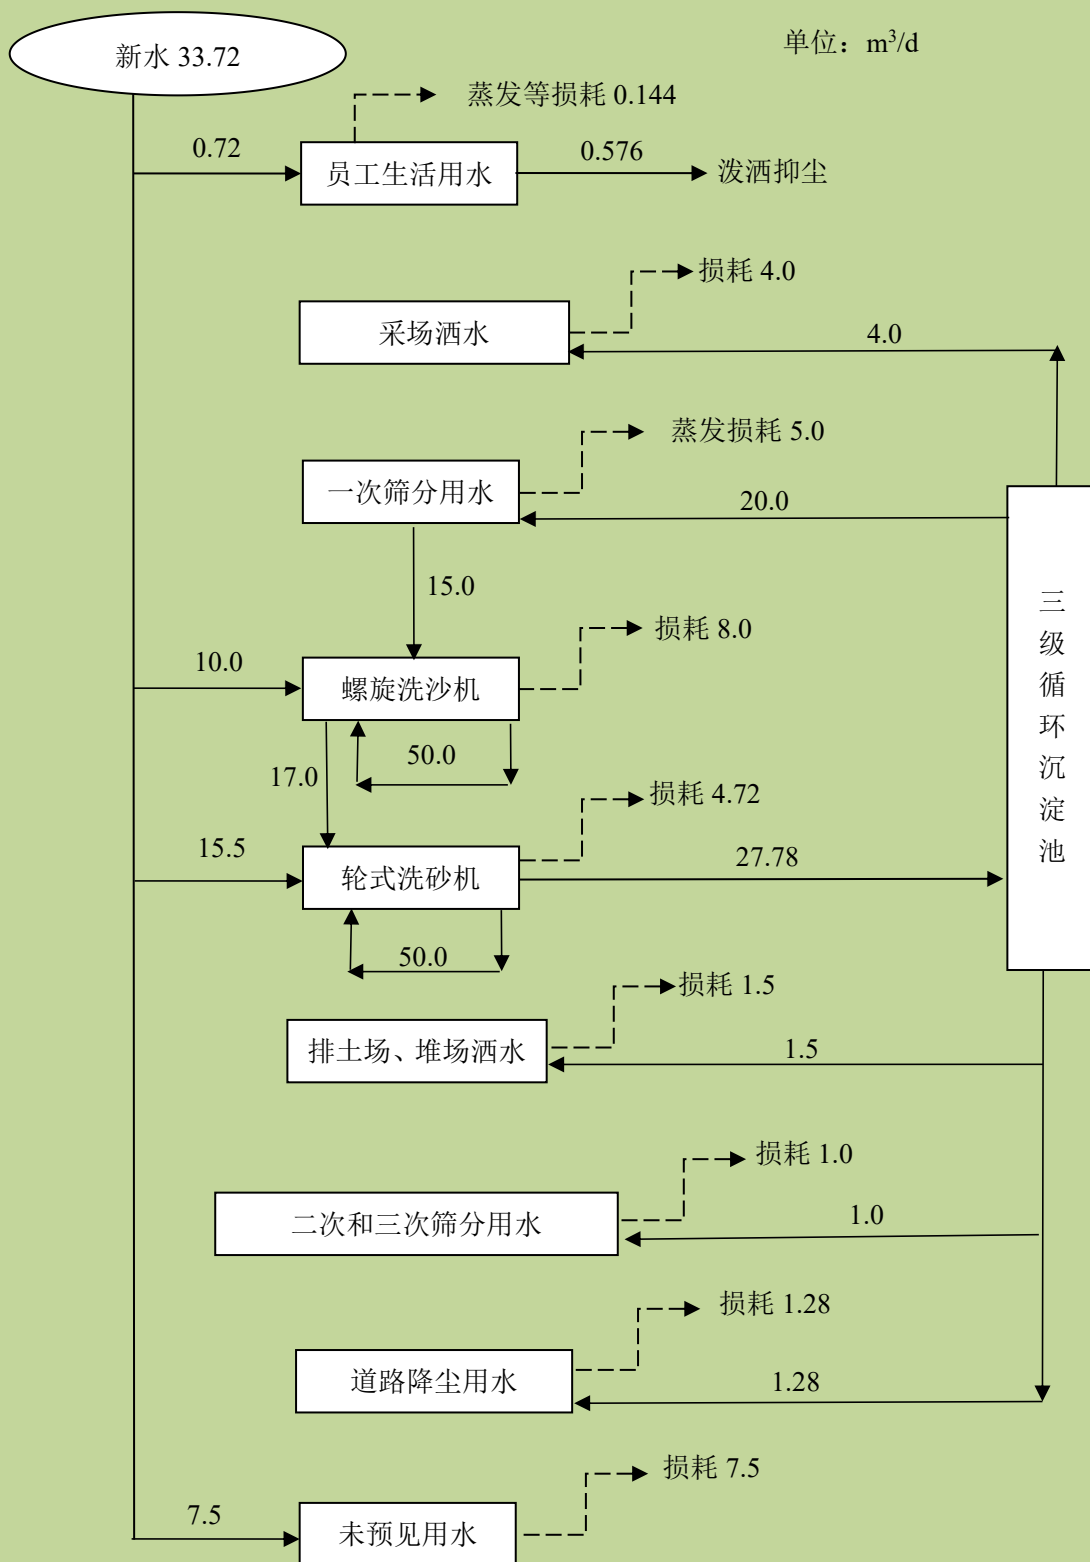 新水 33.72
单位：m³/d
蒸发等损耗 0.144
0.72
员工生活用水
0.576
泼洒抑尘
损耗 4.0
采场洒水
4.0
蒸发损耗 5.0
一次筛分用水
20.0
15.0
三级循环沉淀池
损耗 8.0
10.0
螺旋洗沙机
50.0
17.0
损耗 4.72
15.5
轮式洗砂机
27.78
50.0
损耗 1.5
排土场、堆场洒水
1.5
损耗 1.0
二次和三次筛分用水
1.0
损耗 1.28
道路降尘用水
1.28
损耗 7.5
7.5
未预见用水